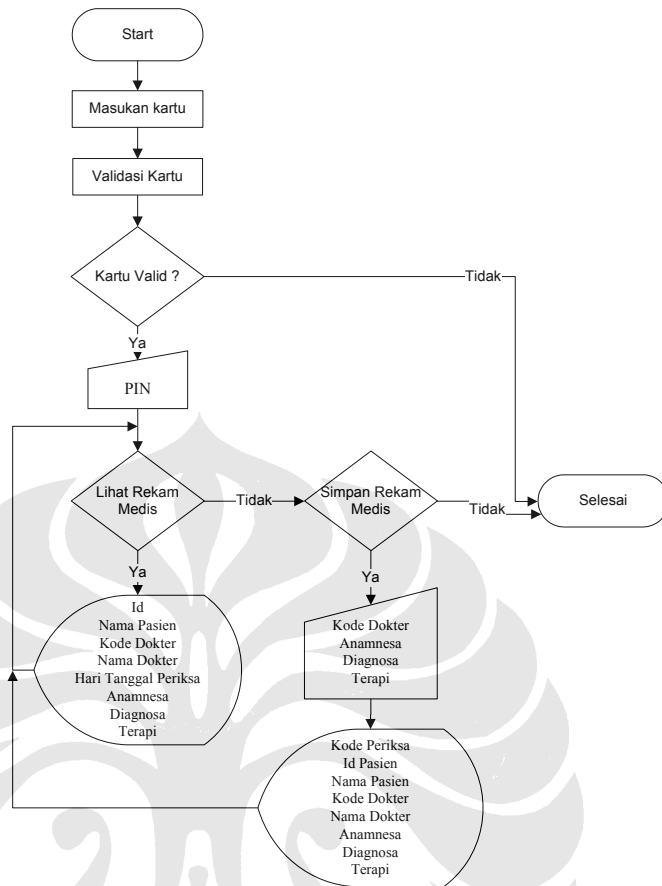 Start
Masukan kartu
Validasi Kartu
Kartu Valid ?
Tidak
Ya
PIN
Lihat Rekam
Medis
Tidak
Simpan Rekam
Medis
Tidak
Selesai
Ya
Id
Nama Pasien
Kode Dokter
Nama Dokter
Hari Tanggal Periksa
Anamnesa
Diagnosa
Terapi
Ya
Kode Dokter
Anamnesa
Diagnosa
Terapi
Kode Periksa
Id Pasien
Nama Pasien
Kode Dokter
Nama Dokter
Anamnesa
Diagnosa
Terapi